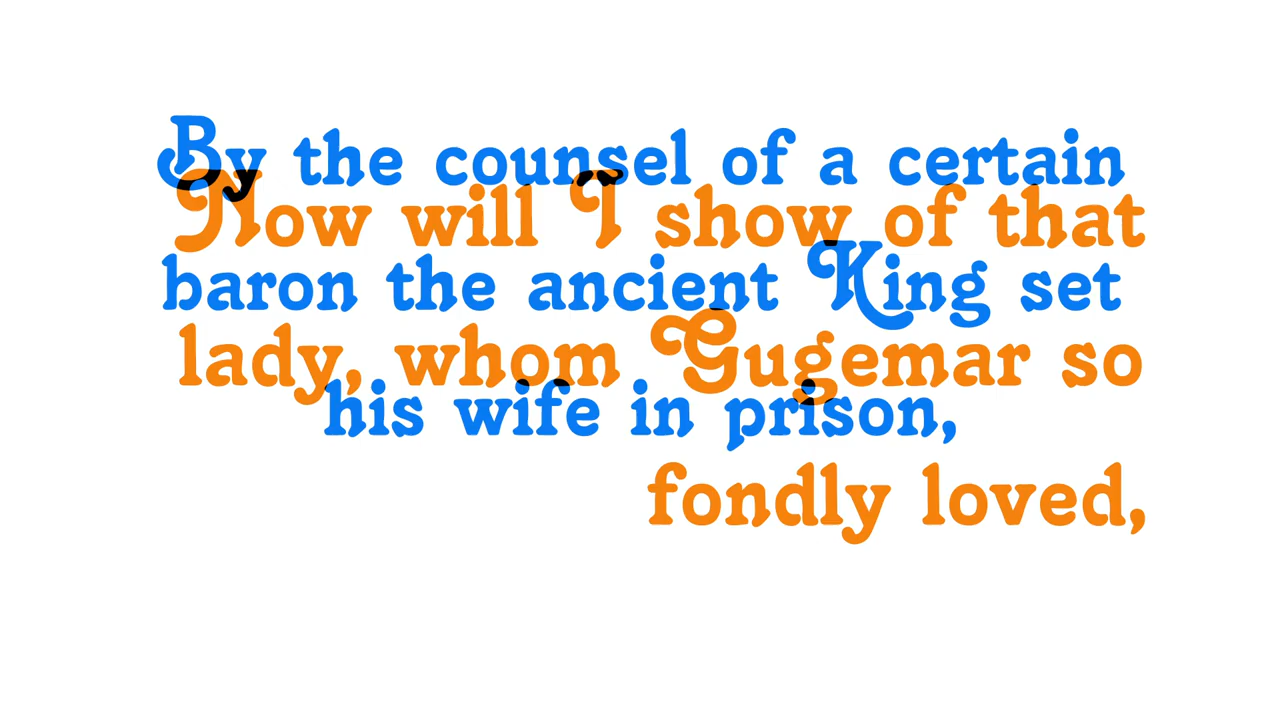 By the counsel of a certain
baron the ancient King set
his wife in prison,
Now will I show of that
lady, whom Gugemar so
fondly loved,